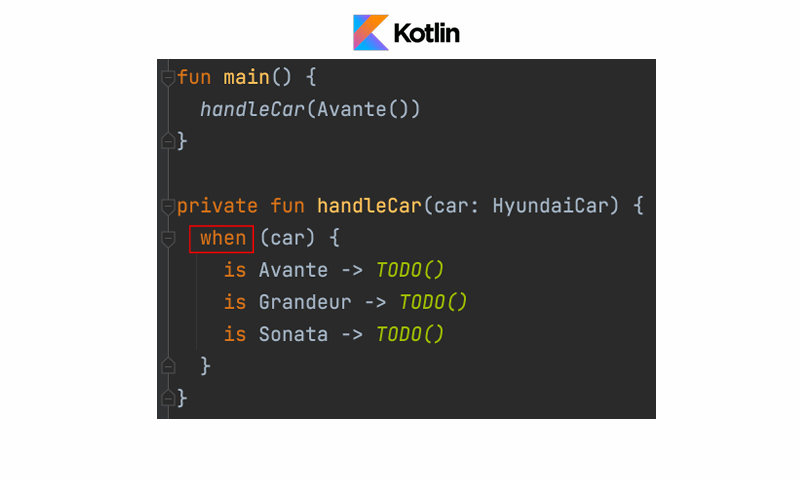 Kotlin
fun main() {
  handleCar(Avante())
}
private fun handleCar(car: HyundaiCar) {
  when (car) {
    is Avante -> TODO()
    is Grandeur -> TODO()
    is Sonata -> TODO()
  }
}